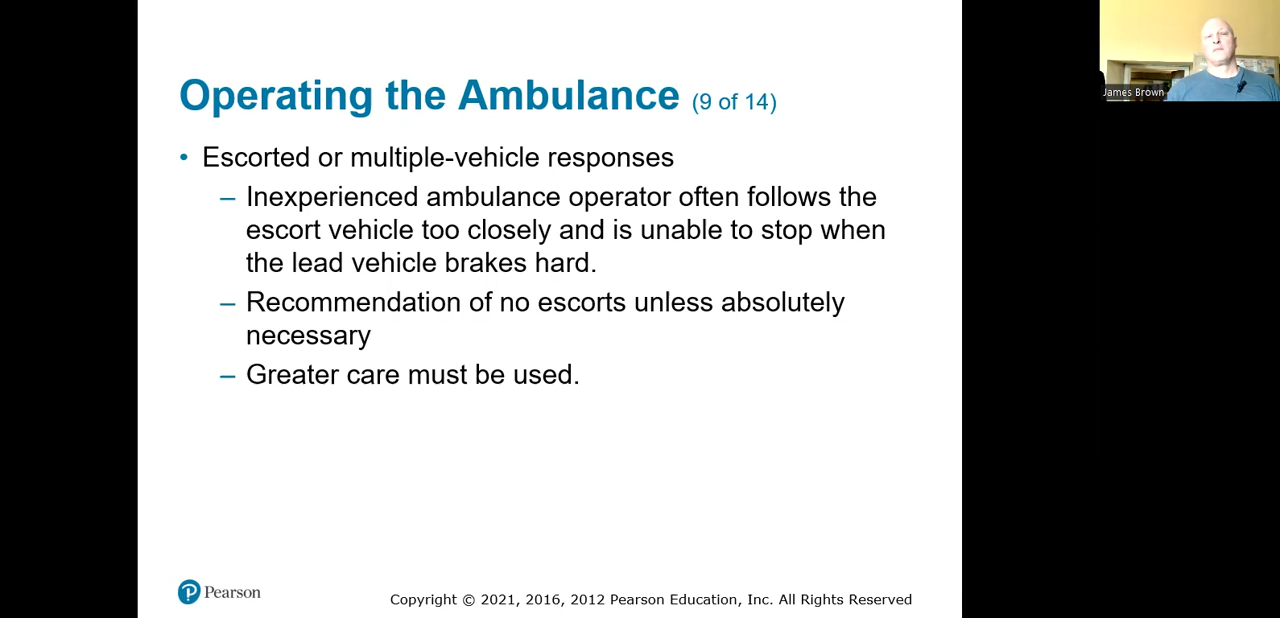 Operating the Ambulance (9 of 14)
• Escorted or multiple-vehicle responses
– Inexperienced ambulance operator often follows the
escort vehicle too closely and is unable to stop when
the lead vehicle brakes hard.
– Recommendation of no escorts unless absolutely
necessary
– Greater care must be used.
Pearson
Copyright © 2021, 2016, 2012 Pearson Education, Inc. All Rights Reserved
James Brown